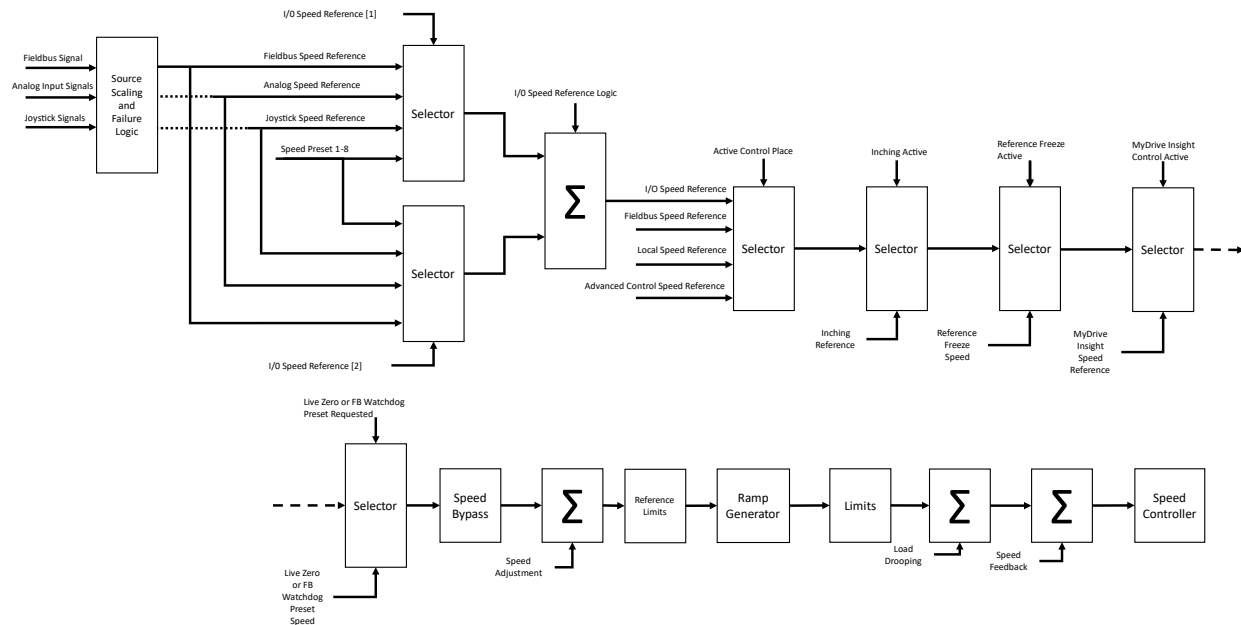 I/0 Speed Reference [1]
Fieldbus Signal
Analog Input Signals
Joystick Signals
Source
Scaling
and
Failure
Logic
Fieldbus Speed Reference
Analog Speed Reference
Joystick Speed Reference
Speed Preset 1-8
Selector
Selector
I/0 Speed Reference [2]
I/0 Speed Reference Logic
Σ
I/O Speed Reference
Fieldbus Speed Reference
Local Speed Reference
Advanced Control Speed Reference
Active Control Place
Selector
Inching Active
Selector
Inching
Reference
Reference Freeze
Active
Selector
Reference
Freeze
Speed
MyDrive Insight
Control Active
Selector
MyDrive
Insight
Speed
Reference
Live Zero or FB Watchdog
Preset Requested
Selector
Live Zero
or FB
Watchdog
Preset
Speed
Speed
Bypass
Σ
Speed
Adjustment
Reference
Limits
Ramp
Generator
Limits
Σ
Load
Drooping
Σ
Speed
Feedback
Speed
Controller